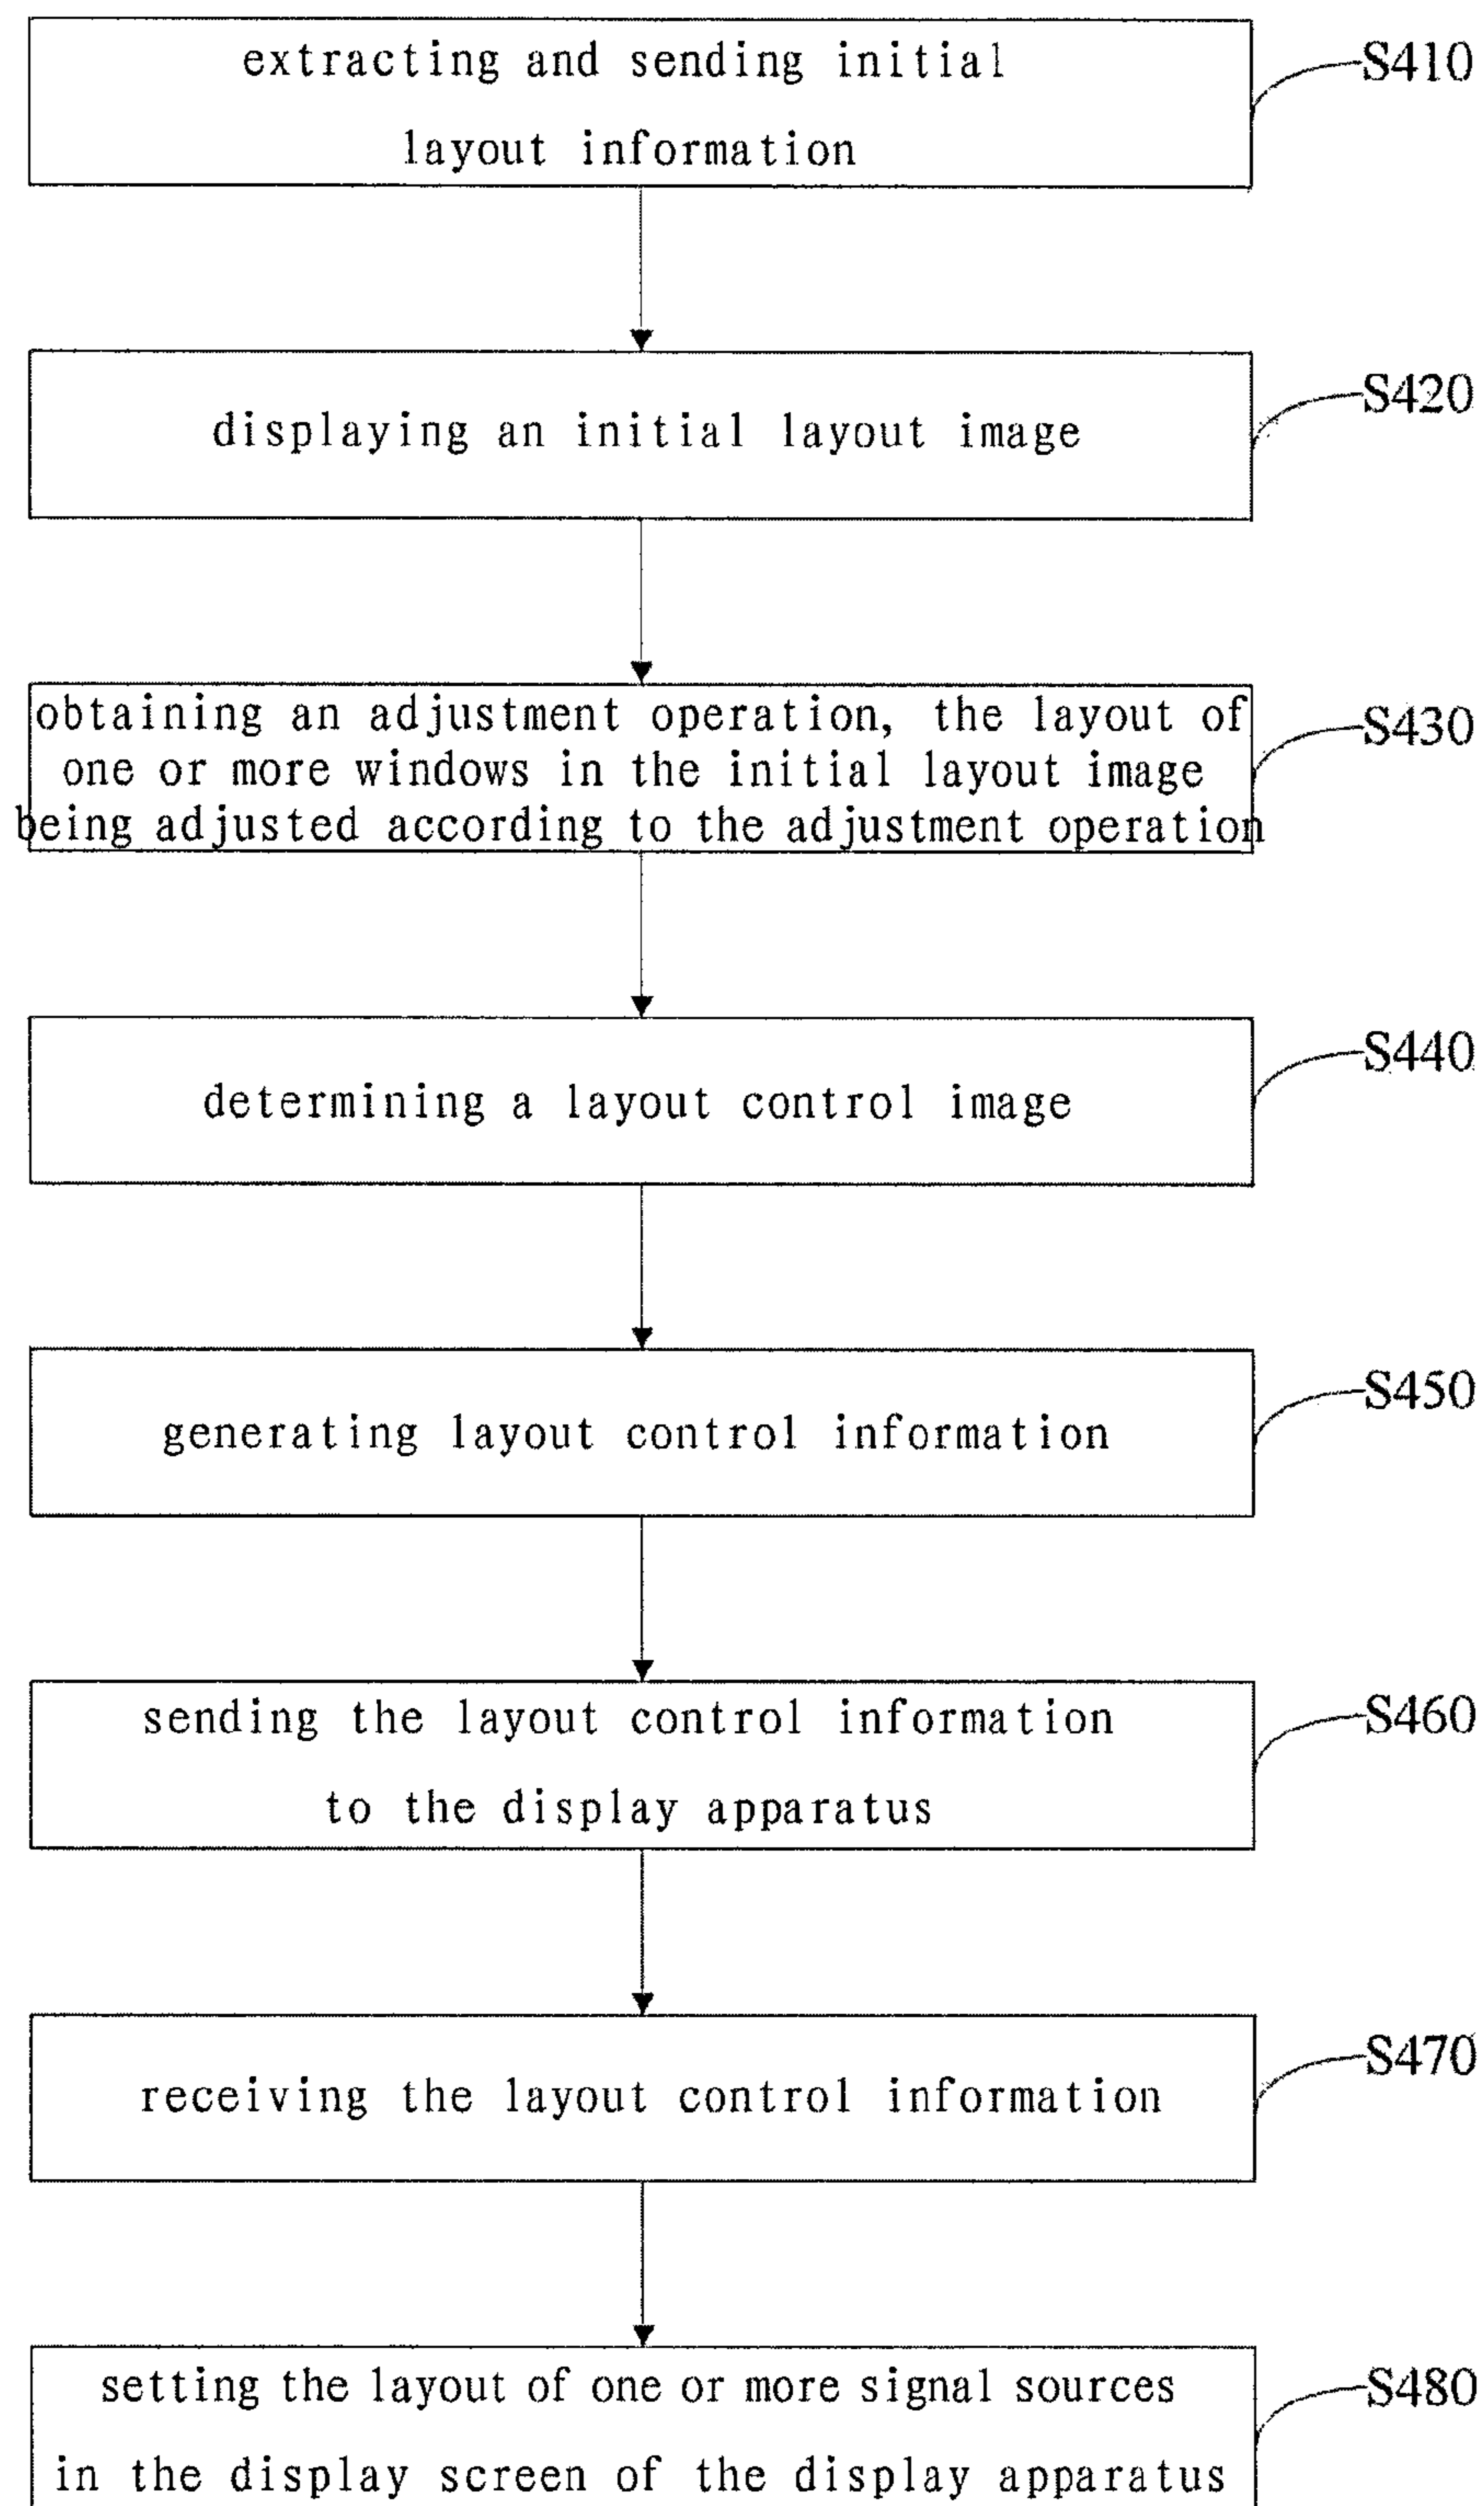 extracting and sending initial
layout information
S410
displaying an initial layout image
S420
obtaining an adjustment operation, the layout of
one or more windows in the initial layout image
being adjusted according to the adjustment operation
S430
determining a layout control image
S440
generating layout control information
S450
sending the layout control information
to the display apparatus
S460
receiving the layout control information
S470
setting the layout of one or more signal sources
in the display screen of the display apparatus
S480